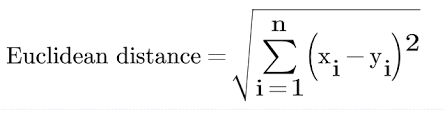 Euclidean distance = √(∑_{i=1}^{n} (x_i − y_i)^2)